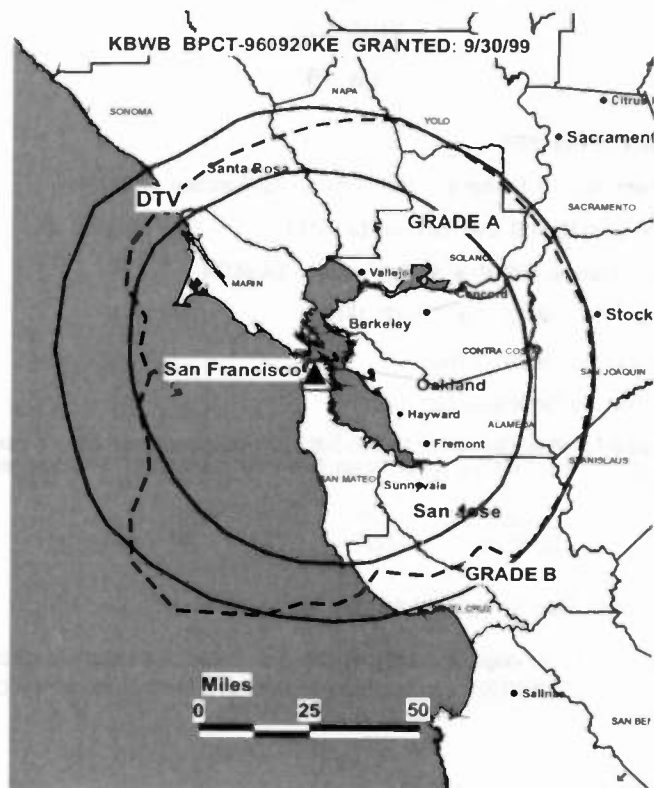 KBWB BPCT-960920KE GRANTED: 9/30/99
NAPA
SONOMA
YOLO
Citrus
Sacrament
Santa Rosa
DTV
SACRAMENTO
GRADE A
SOLANO
Vallejo
MARIN
Concord
Stock
Berkeley
CONTRA COSTA
San Francisco
SAN JOAQUIN
Oakland
Hayward
ALAMEDA
Fremont
STANISLAUS
SAN MATEO
Sunnyvale
San Jose
GRADE B
CRUZ
Miles
0 25 50
Salinas
SAN BEN